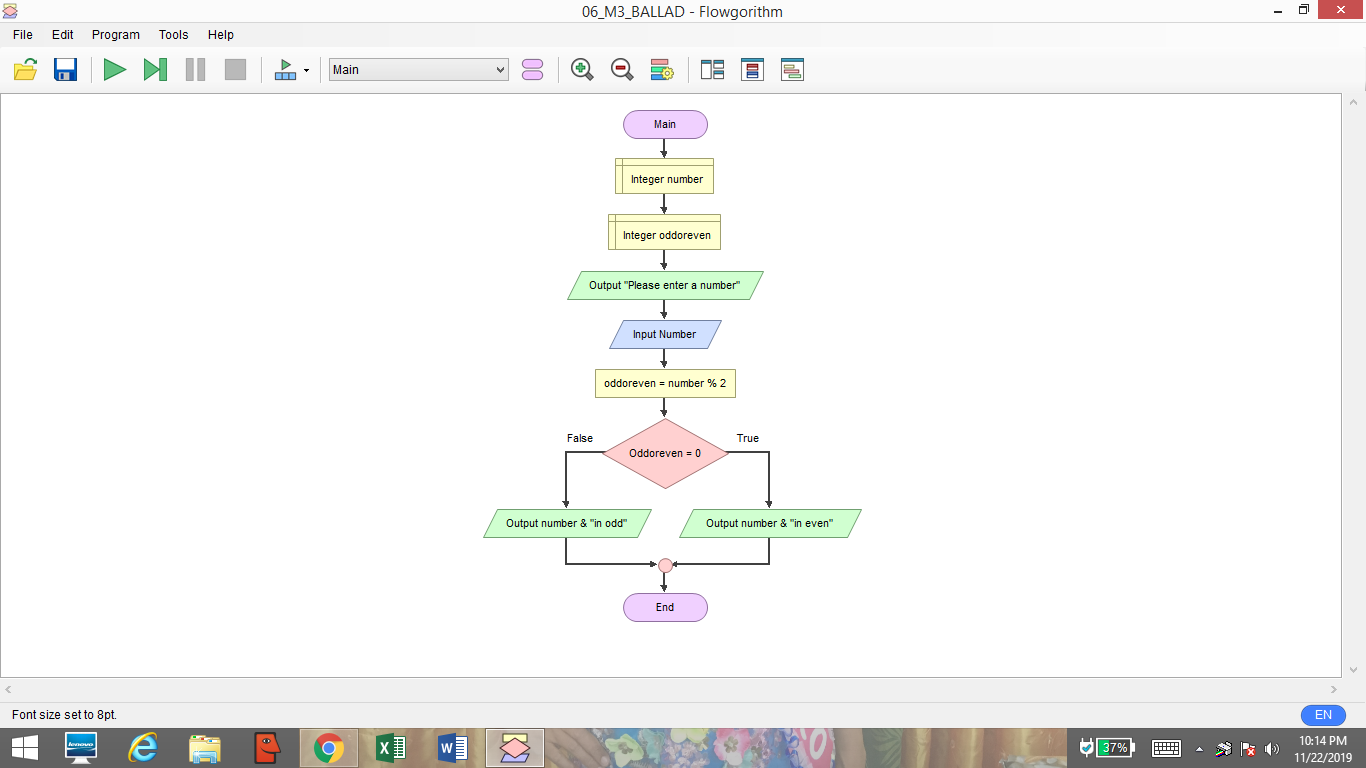 06_M3_BALLAD - Flowgorithm
File Edit Program Tools Help
Main
Main
Integer number
Integer oddoreven
Output "Please enter a number"
Input Number
oddoreven = number % 2
False True
Oddoreven = 0
Output number & "in odd" Output number & "in even"
End
Font size set to 8pt. EN
lenovo
37%
10:14 PM
11/22/2019